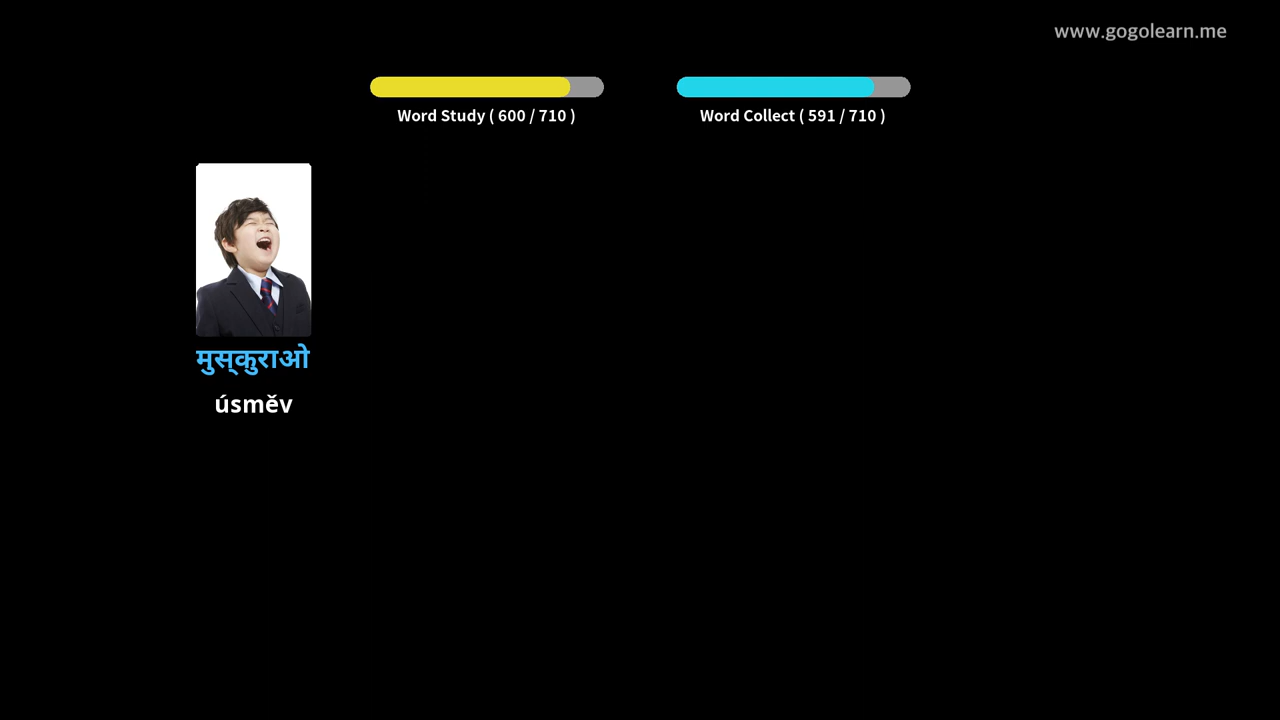 www.gogolearn.me
Word Study ( 600 / 710 )
Word Collect ( 591 / 710 )
मुस्कुराओ
úsměv